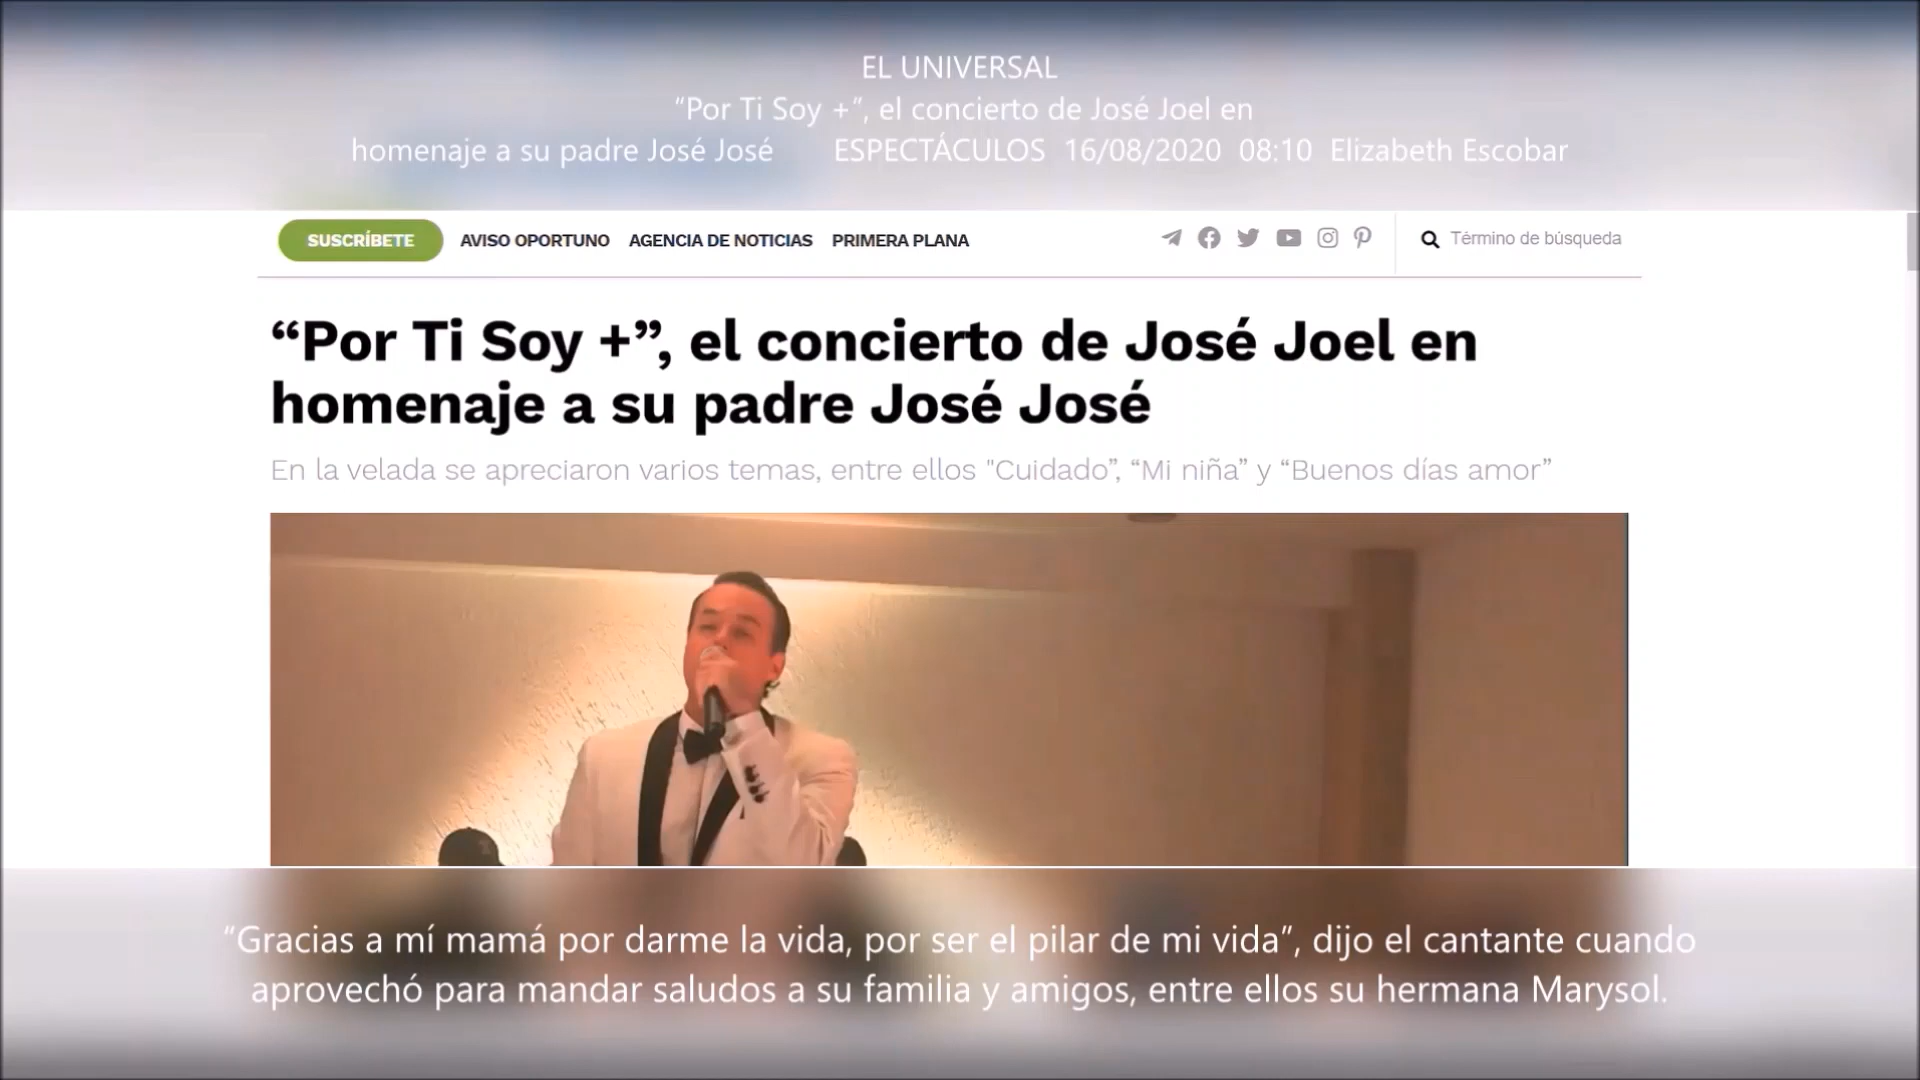 EL UNIVERSAL
“Por Ti Soy +”, el concierto de José Joel en
homenaje a su padre José José ESPECTÁCULOS 16/08/2020 08:10 Elizabeth Escobar
SUSCRÍBETE AVISO OPORTUNO AGENCIA DE NOTICIAS PRIMERA PLANA Término de búsqueda
“Por Ti Soy +”, el concierto de José Joel en
homenaje a su padre José José
En la velada se apreciaron varios temas, entre ellos "Cuidado”, “Mi niña” y “Buenos días amor”
“Gracias a mí mamá por darme la vida, por ser el pilar de mi vida”, dijo el cantante cuando
aprovechó para mandar saludos a su familia y amigos, entre ellos su hermana Marysol.